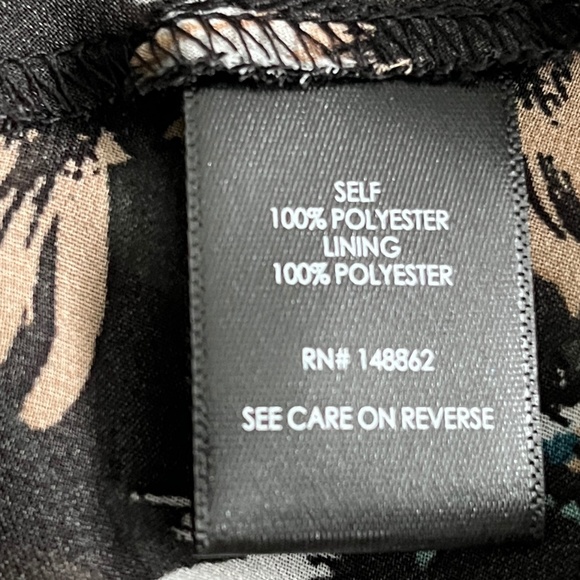 SELF
100% POLYESTER
LINING
100% POLYESTER
RN# 148862
SEE CARE ON REVERSE